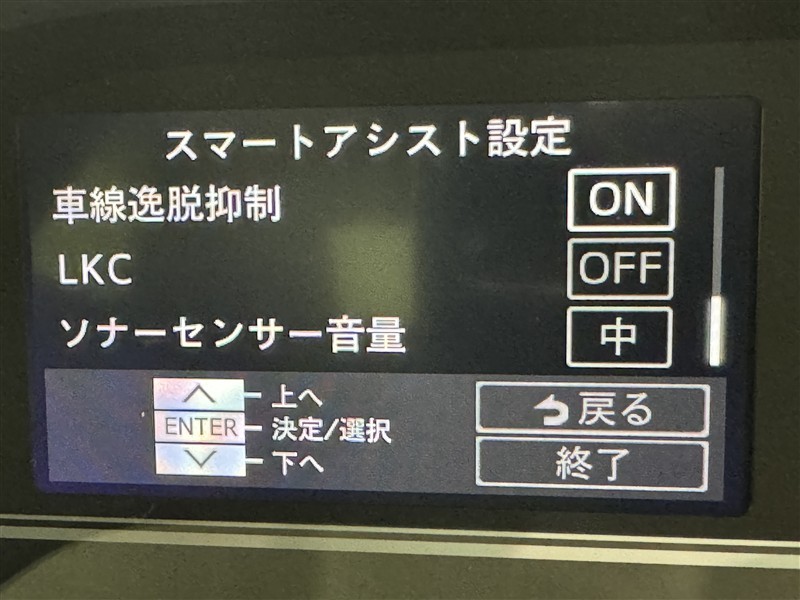 スマートアシスト設定
車線逸脱抑制 ON
LKC OFF
ソナーセンサー音量 中
上へ
ENTER 決定/選択
下へ
戻る
終了